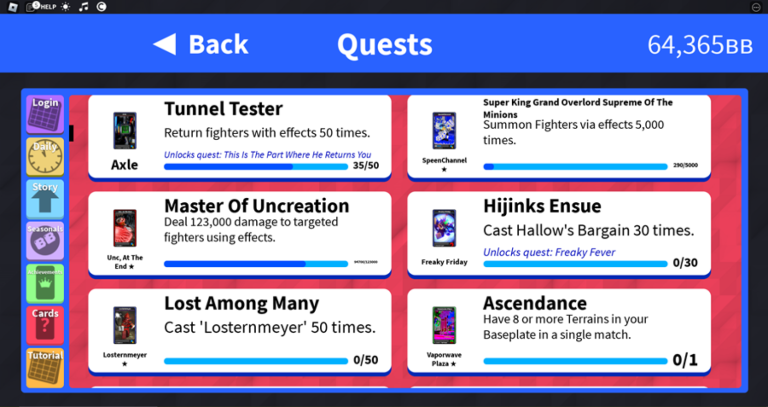 5 HELP
Back
Quests
64,365BB
Login
Daily
Story
Seasonals
BB
Achievements
Cards
?
Tutorial
Tunnel Tester
Return fighters with effects 50 times.
Unlocks quest: This Is The Part Where He Returns You
Axle
35/50
Super King Grand Overlord Supreme Of The
Minions
Summon Fighters via effects 5,000
times.
SpeenChannel
★
290/5000
Master Of Uncreation
Deal 123,000 damage to targeted
fighters using effects.
Unc, At The
End ★
Hijinks Ensue
Cast Hallow's Bargain 30 times.
Unlocks quest: Freaky Fever
Freaky Friday
0/30
Lost Among Many
Cast 'Losternmeyer' 50 times.
Losternmeyer
★
0/50
Ascendance
Have 8 or more Terrains in your
Baseplate in a single match.
Vaporwave
Plaza ★
0/1